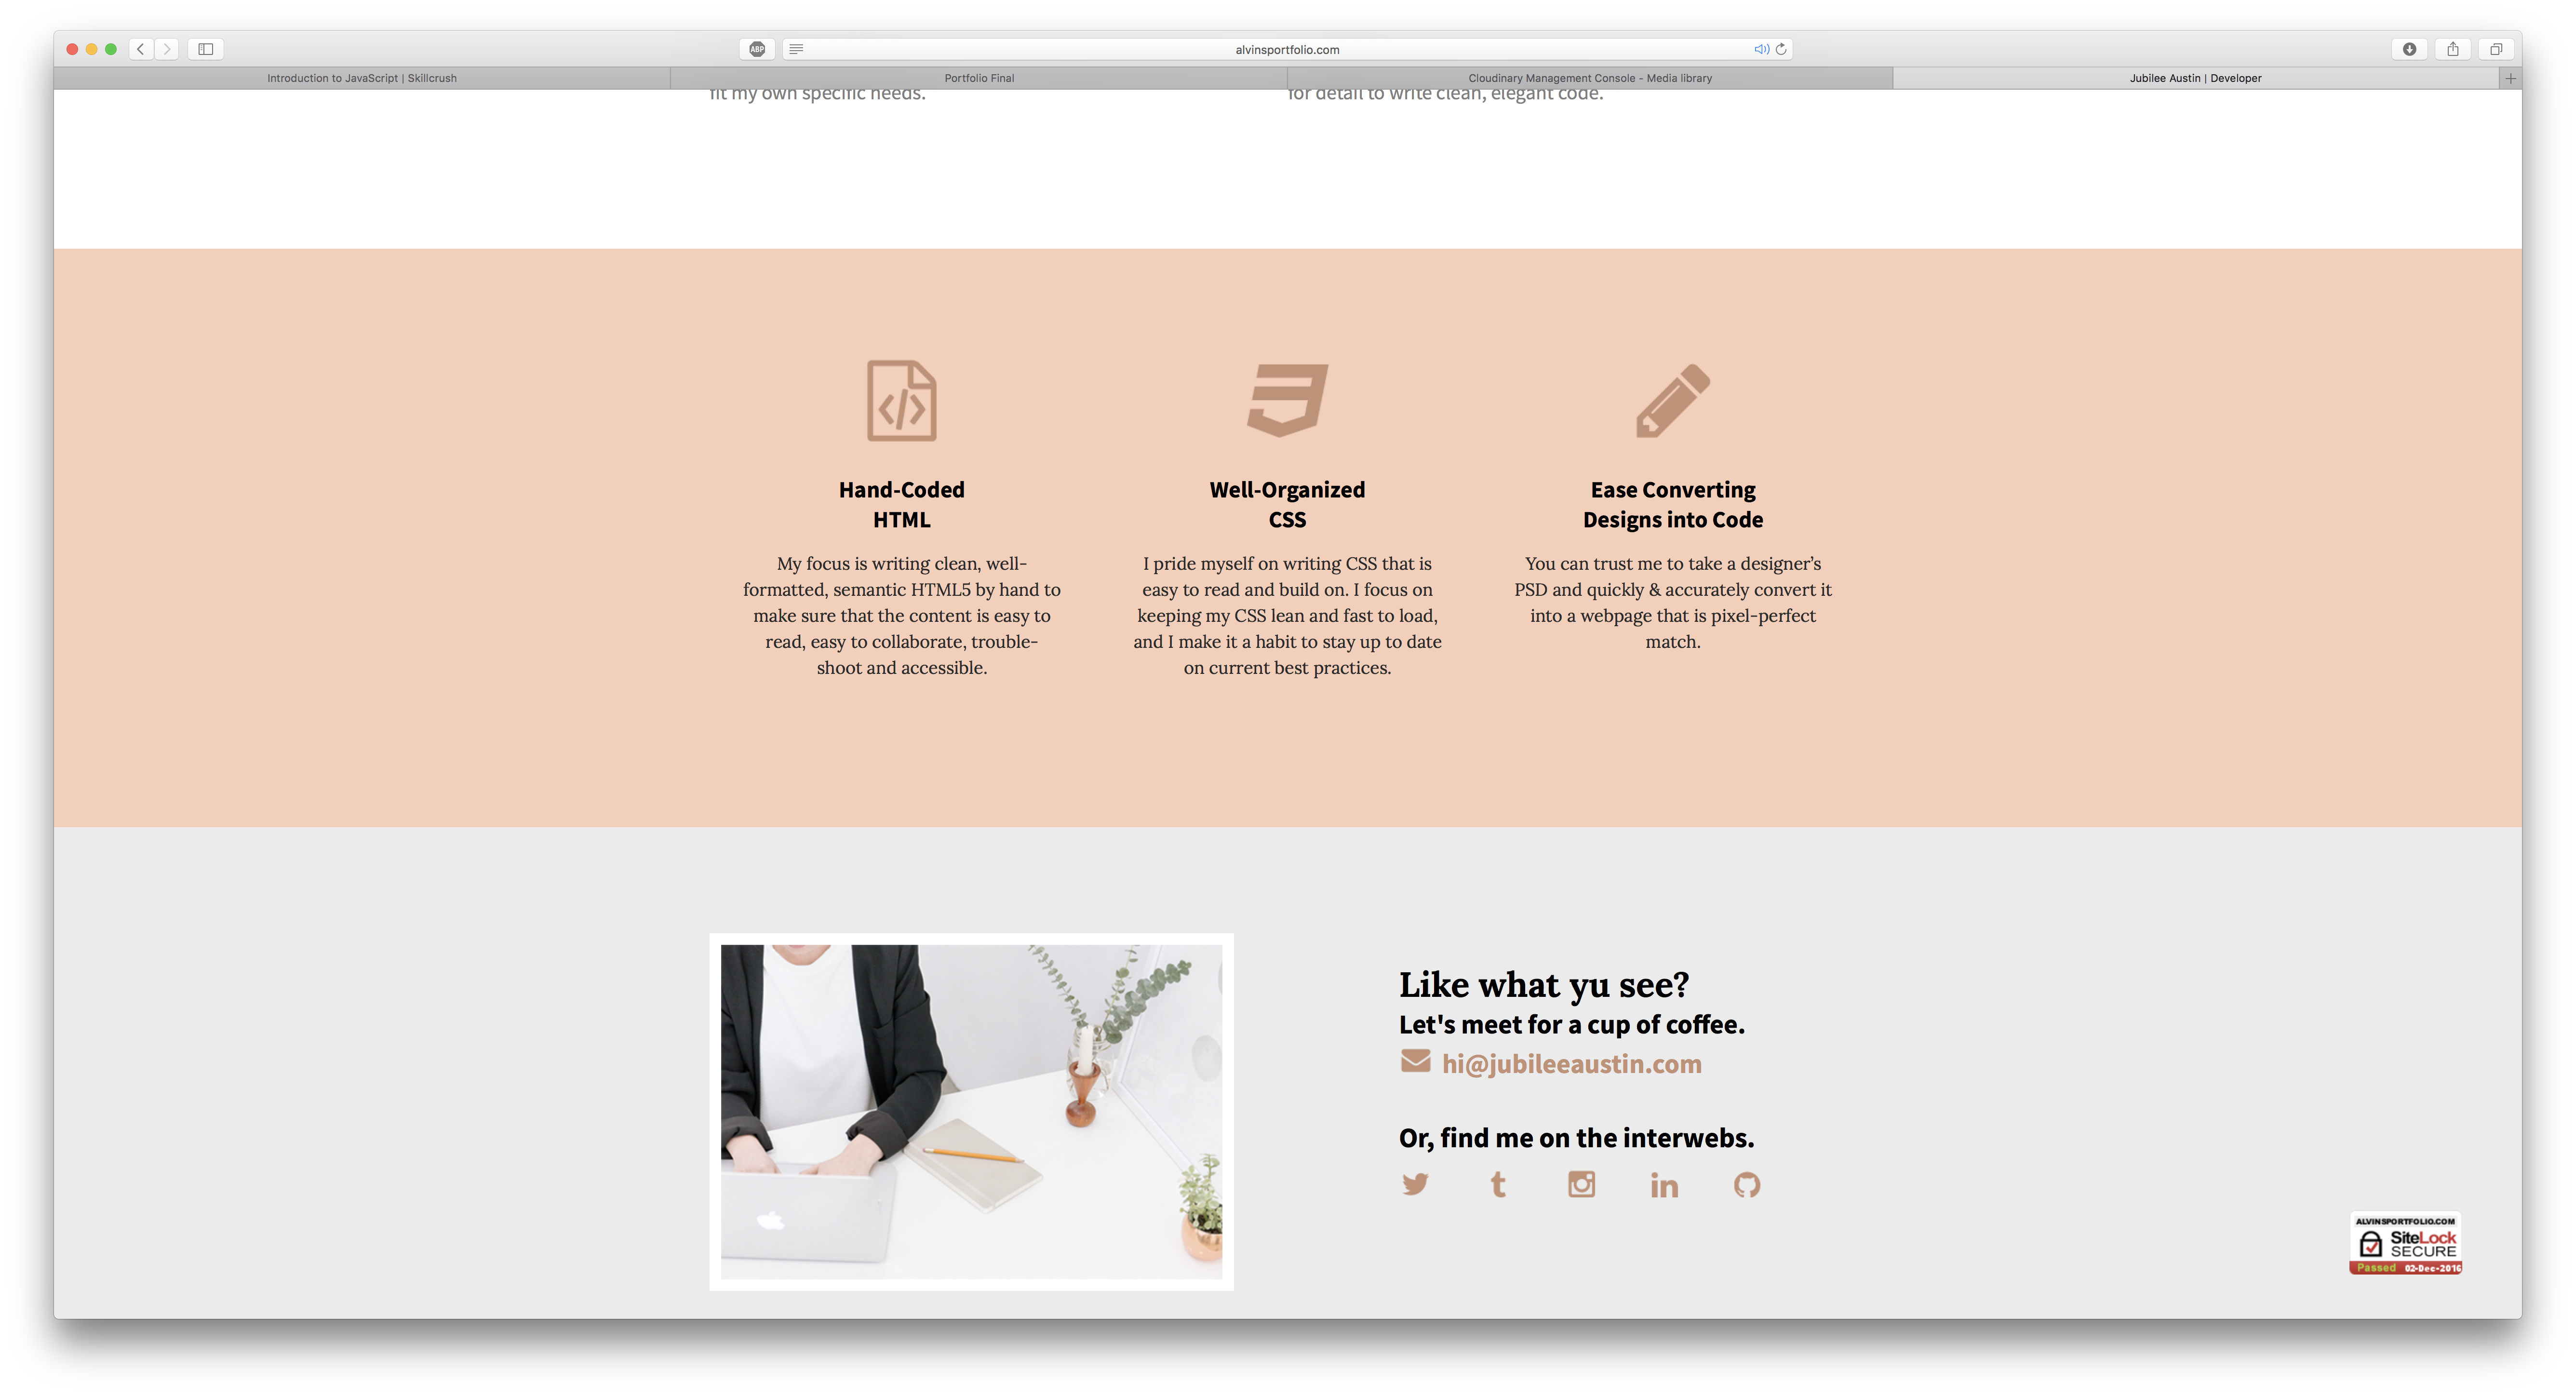 ABP
alvinsportfolio.com
Introduction to JavaScript | Skillcrush
Portfolio Final
Cloudinary Management Console - Media library
Jubilee Austin | Developer
fit my own specific needs.
for detail to write clean, elegant code.
Hand-Coded
HTML
My focus is writing clean, well-
formatted, semantic HTML5 by hand to
make sure that the content is easy to
read, easy to collaborate, trouble-
shoot and accessible.
Well-Organized
CSS
I pride myself on writing CSS that is
easy to read and build on. I focus on
keeping my CSS lean and fast to load,
and I make it a habit to stay up to date
on current best practices.
Ease Converting
Designs into Code
You can trust me to take a designer’s
PSD and quickly & accurately convert it
into a webpage that is pixel-perfect
match.
Like what yu see?
Let's meet for a cup of coffee.
hi@jubileeaustin.com
Or, find me on the interwebs.
ALVINSPORTFOLIO.COM
SiteLock
SECURE
Passed 02-Dec-2016